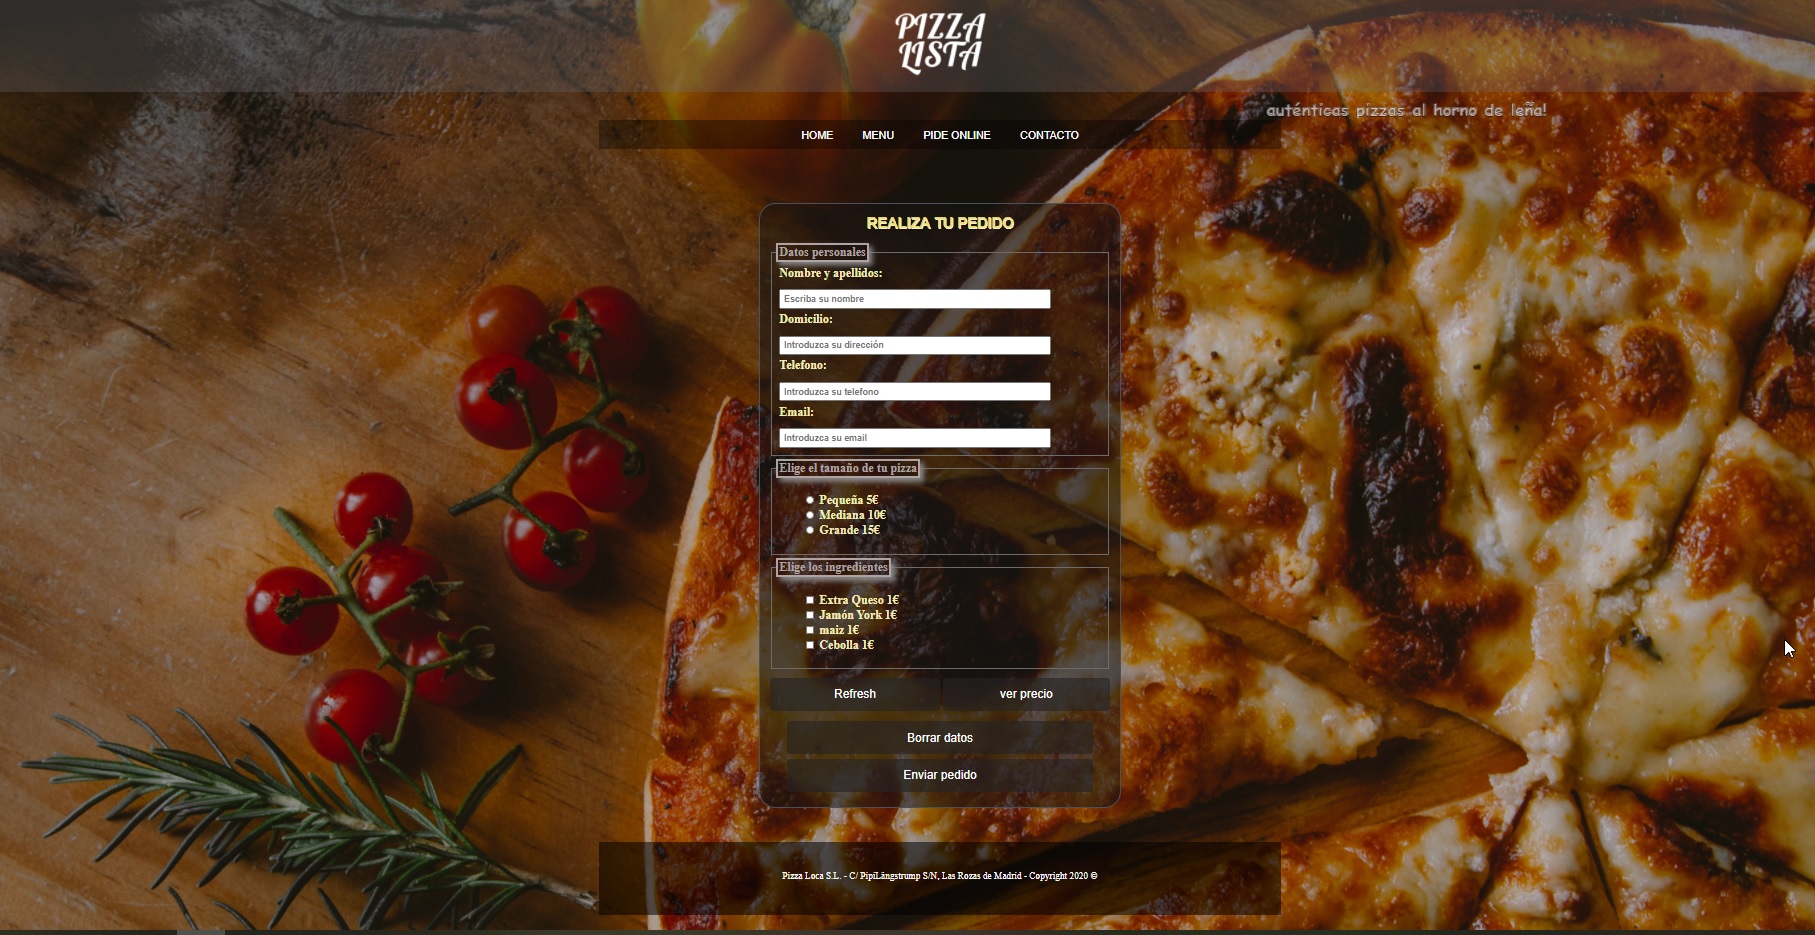 PIZZA
LISTA
auténticas pizzas al horno de leña!
HOME MENU PIDE ONLINE CONTACTO
REALIZA TU PEDIDO
Datos personales
Nombre y apellidos:
Escriba su nombre
Domicilio:
Introduzca su dirección
Telefono:
Introduzca su telefono
Email:
Introduzca su email
Elige el tamaño de tu pizza
Pequeña 5€
Mediana 10€
Grande 15€
Elige los ingredientes
Extra Queso 1€
Jamón York 1€
maiz 1€
Cebolla 1€
Refresh ver precio
Borrar datos
Enviar pedido
Pizza Loca S.L. - C/ PipiLängstrump S/N, Las Rozas de Madrid - Copyright 2020 ©